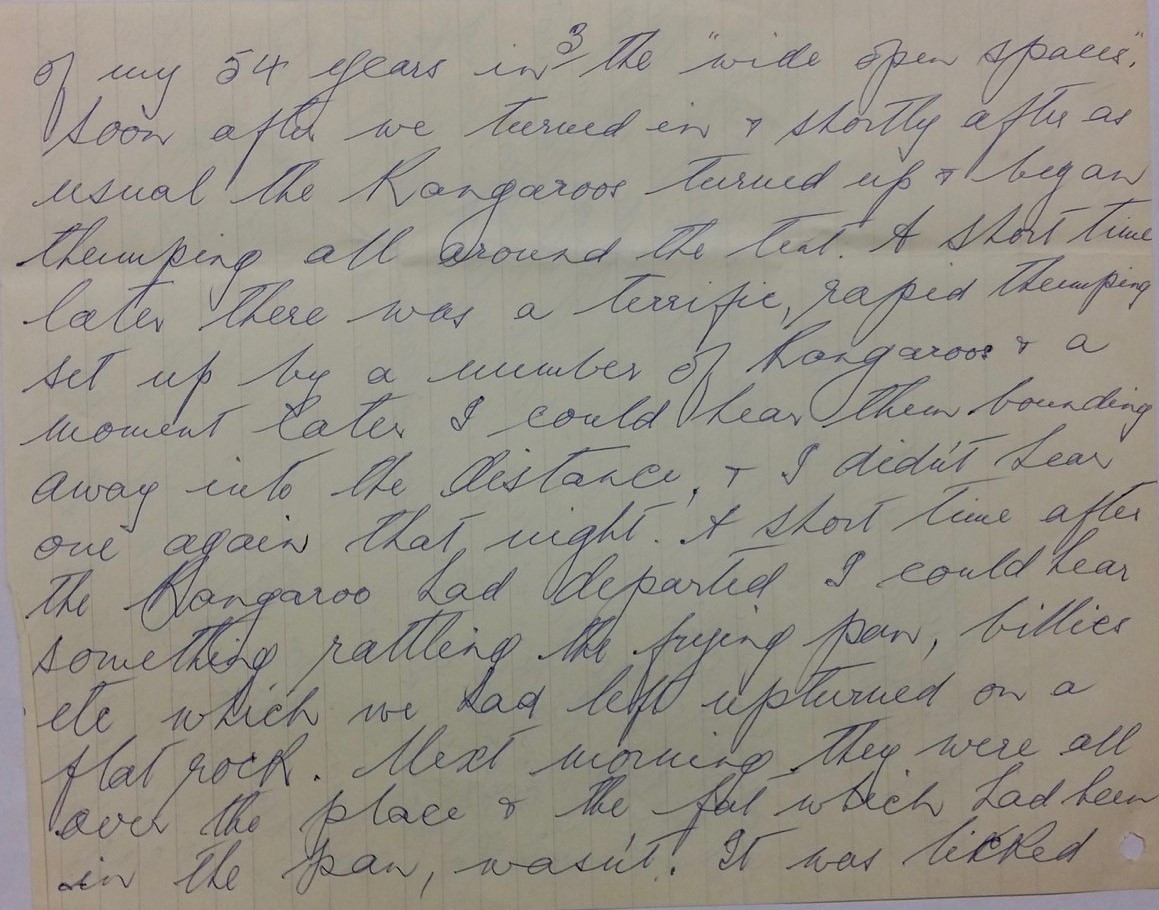 3
of my 54 years in the "wide open spaces".
Soon after we turned in & shortly after as
usual the Kangaroos turned up & began
thumping all around the tent. A short time
later there was a terrific, rapid thumping
set up by a number of Kangaroos & a
moment later I could hear them bounding
away into the distance, & I didn't hear
one again that night. A short time after
the Kangaroo had departed I could hear
something rattling the frying pan, billies
etc which we had left upturned on a
flat rock. Next morning they were all
over the place & the fat which had been
in the pan, wasn't! It was licked